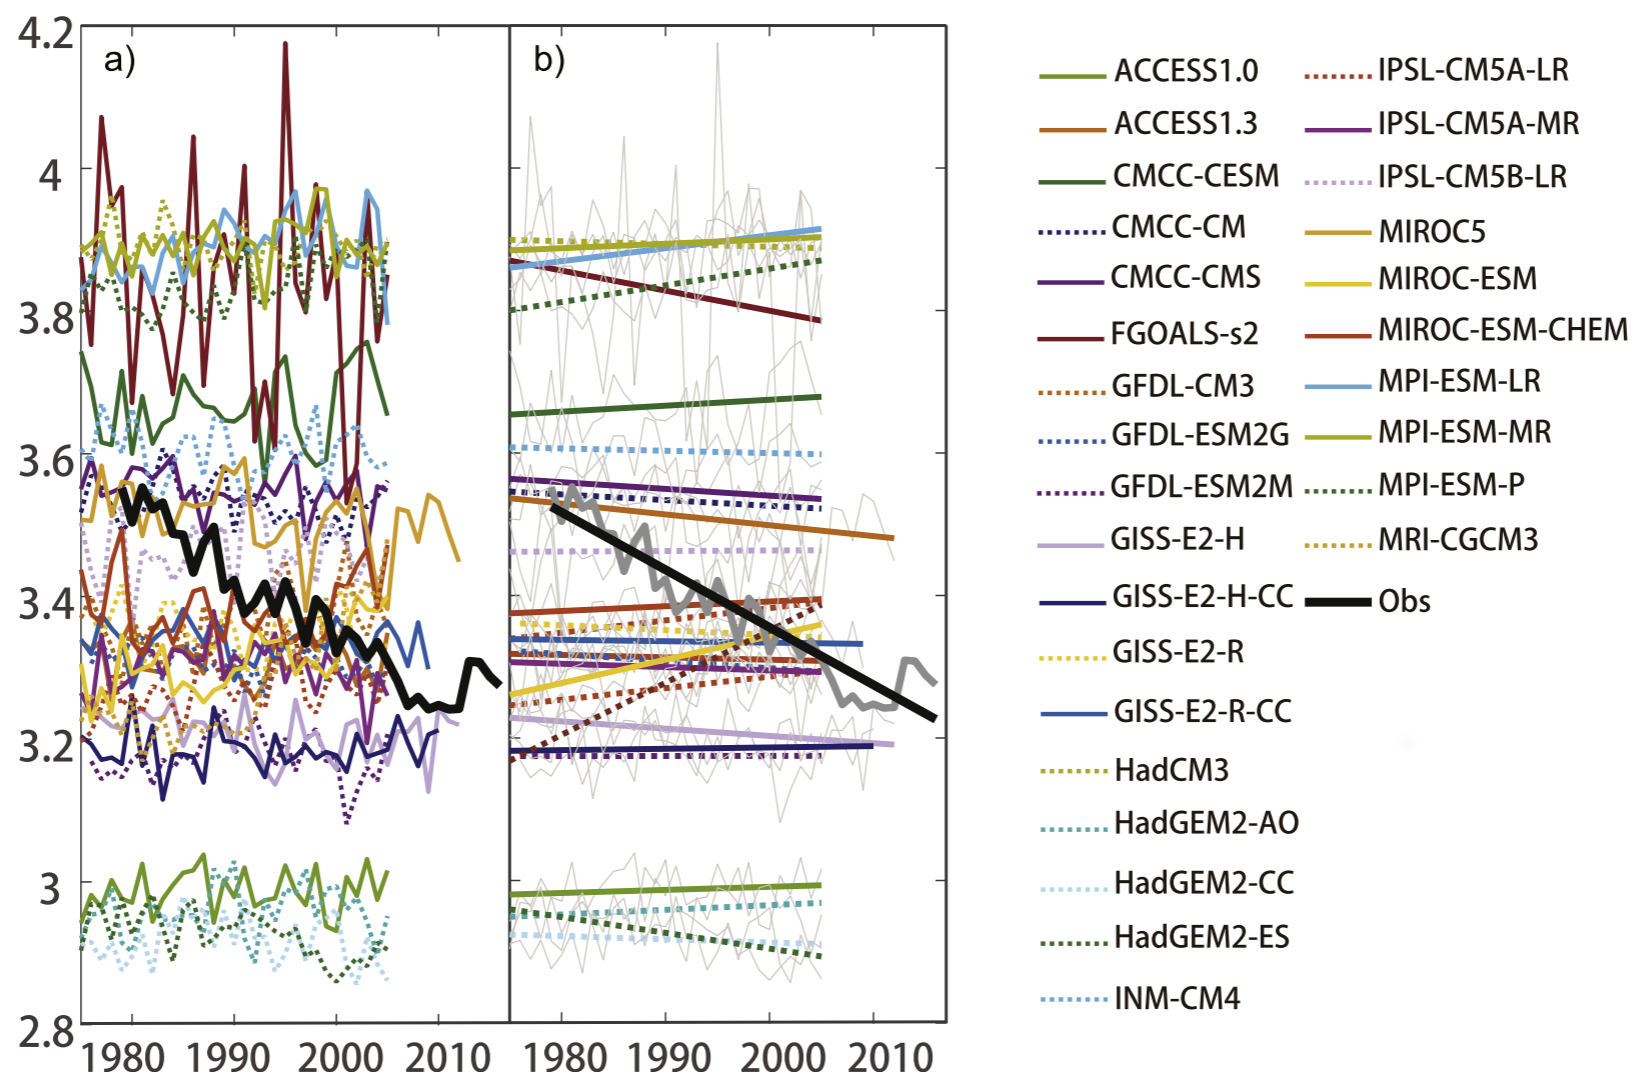 4.2
4
3.8
3.6
3.4
3.2
3
2.8
a)
b)
1980 1990 2000 2010
1980 1990 2000 2010
ACCESS1.0
ACCESS1.3
CMCC-CESM
CMCC-CM
CMCC-CMS
FGOALS-s2
GFDL-CM3
GFDL-ESM2G
GFDL-ESM2M
GISS-E2-H
GISS-E2-H-CC
GISS-E2-R
GISS-E2-R-CC
HadCM3
HadGEM2-AO
HadGEM2-CC
HadGEM2-ES
INM-CM4
IPSL-CM5A-LR
IPSL-CM5A-MR
IPSL-CM5B-LR
MIROC5
MIROC-ESM
MIROC-ESM-CHEM
MPI-ESM-LR
MPI-ESM-MR
MPI-ESM-P
MRI-CGCM3
Obs